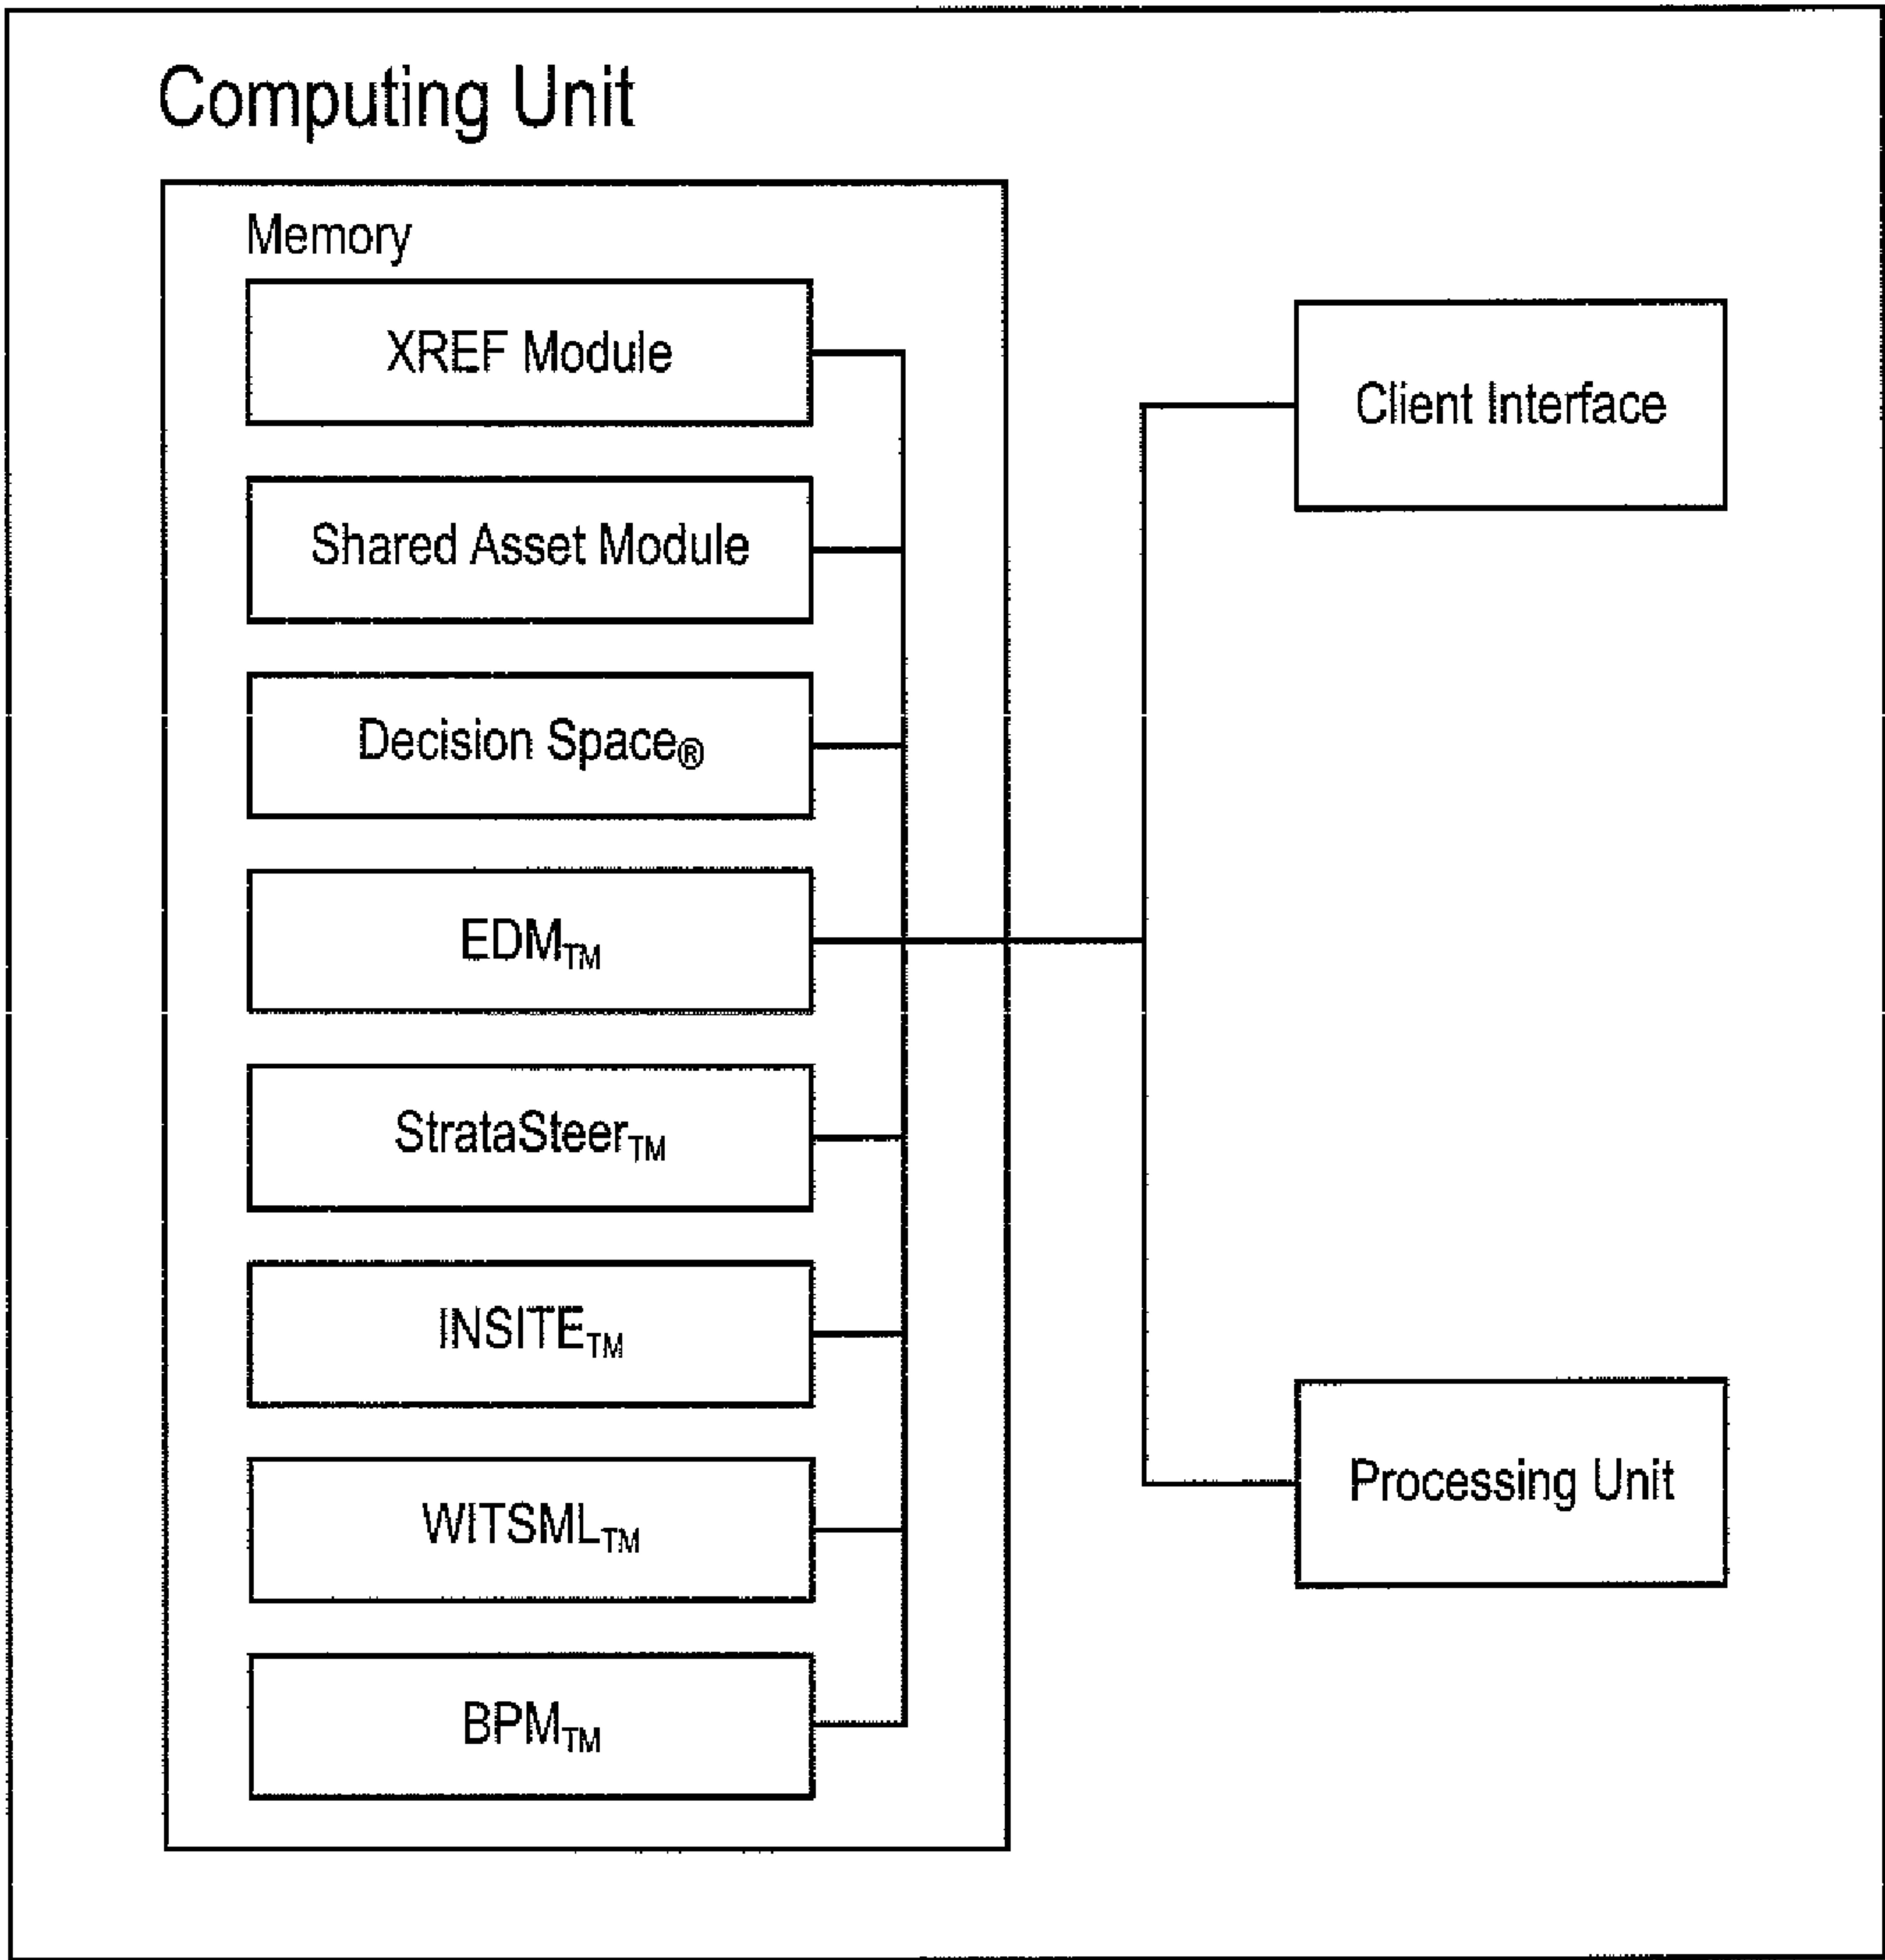 Computing Unit
Memory
XREF Module
Shared Asset Module
Decision Space®
EDM™
StrataSteer™
INSITE™
WITSML™
BPM™
Client Interface
Processing Unit